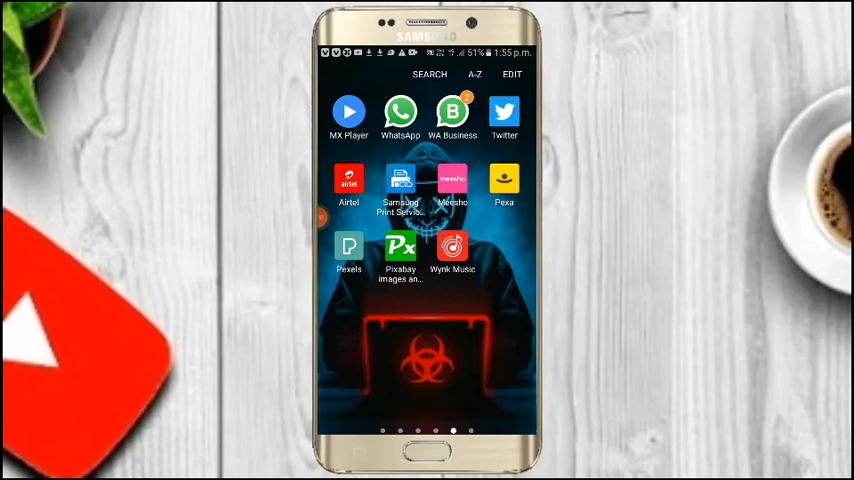 SAMSUNG
51% 1:55 p.m.
SEARCH A-Z EDIT
2
MX Player WhatsApp WA Business Twitter
airtel meesho
Airtel Samsung Print Servic... Meesho Pexa
P Px
Pexels Pixabay images an... Wynk Music